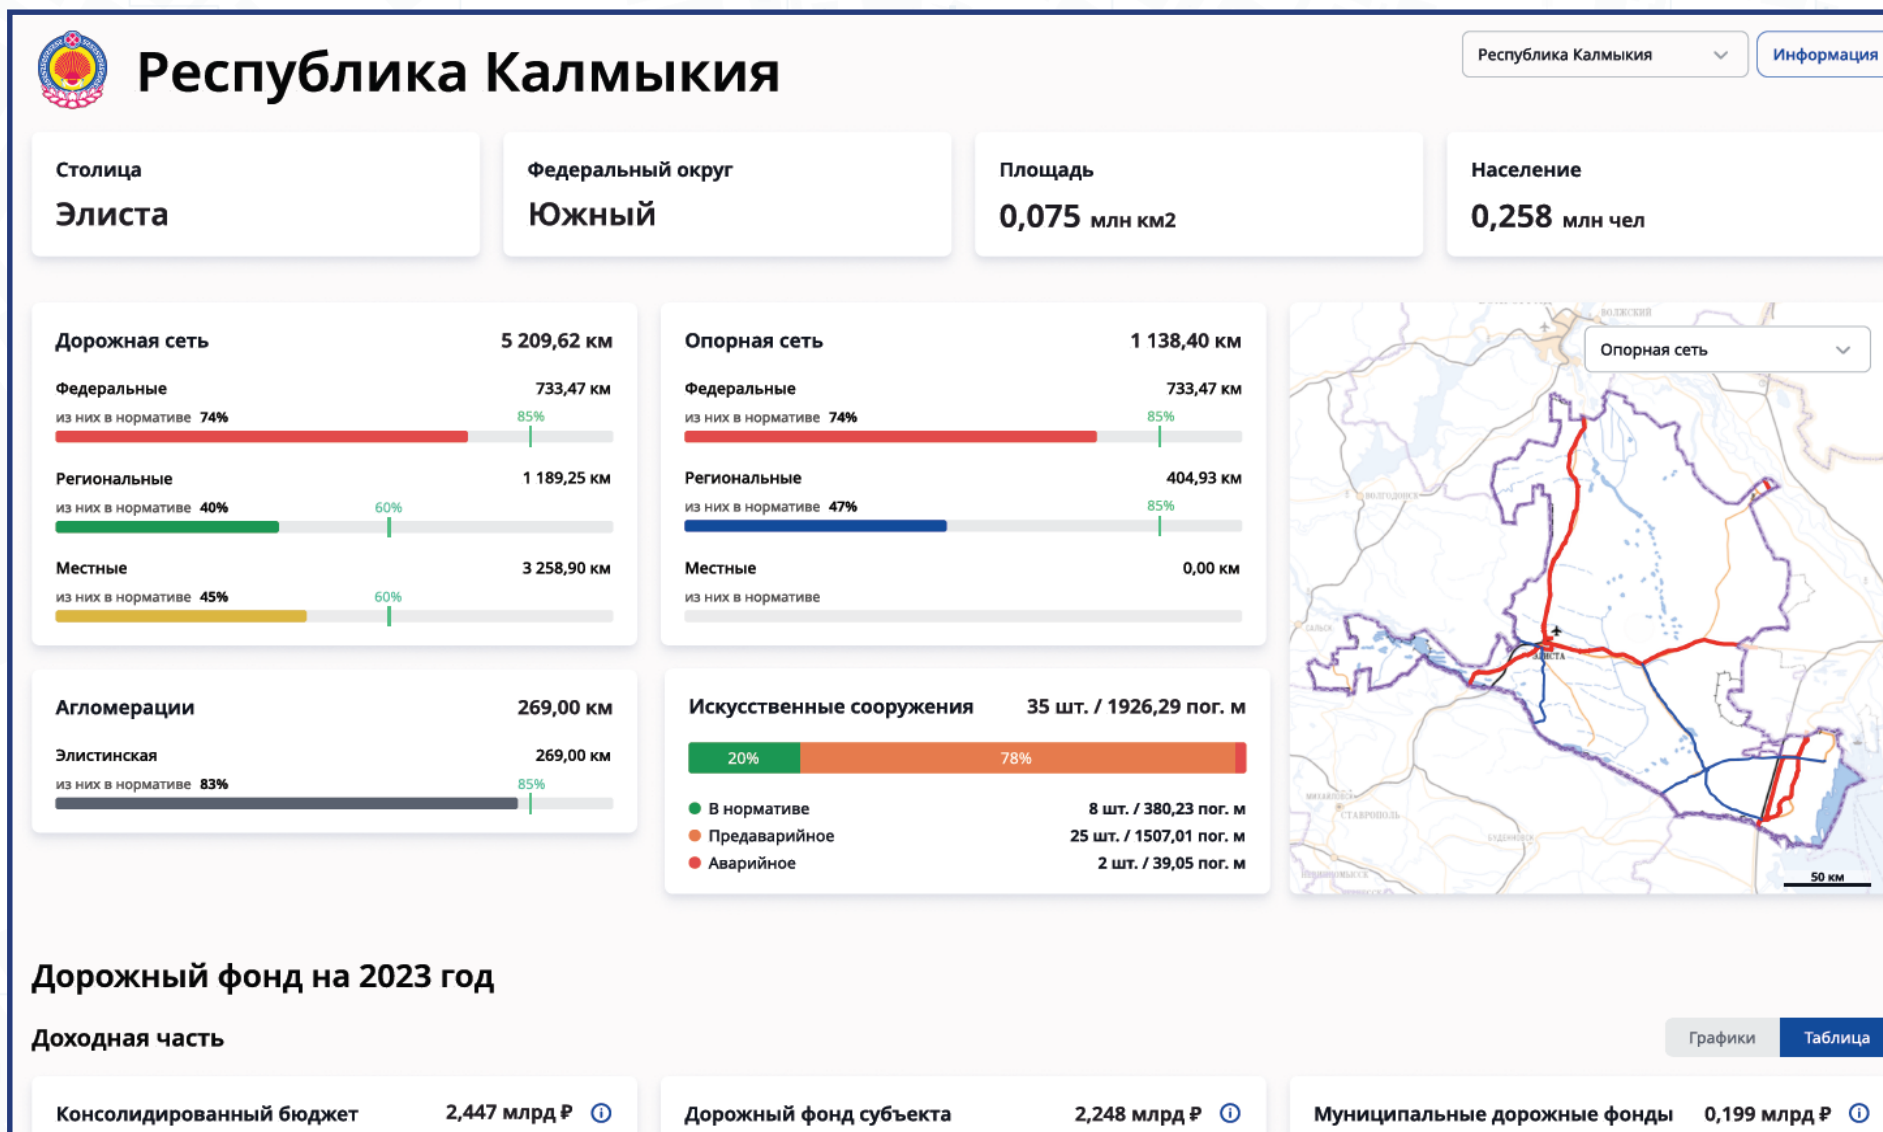 Республика Калмыкия
Республика Калмыкия
Информация
Столица
Элиста
Федеральный округ
Южный
Площадь
0,075 млн км2
Население
0,258 млн чел
Дорожная сеть 5 209,62 км
Федеральные 733,47 км
из них в нормативе 74% 85%
Региональные 1 189,25 км
из них в нормативе 40% 60%
Местные 3 258,90 км
из них в нормативе 45% 60%
Опорная сеть 1 138,40 км
Федеральные 733,47 км
из них в нормативе 74% 85%
Региональные 404,93 км
из них в нормативе 47% 85%
Местные 0,00 км
из них в нормативе
Опорная сеть
ВОЛЖСКИЙ
ВОЛГОДОНСК
САЛЬСК
ЭЛИСТА
СТАВРОПОЛЬ
БУДЕННОВСК
50 км
Агломерации 269,00 км
Элистинская 269,00 км
из них в нормативе 83% 85%
Искусственные сооружения 35 шт. / 1926,29 пог. м
20% 78%
В нормативе 8 шт. / 380,23 пог. м
Предаварийное 25 шт. / 1507,01 пог. м
Аварийное 2 шт. / 39,05 пог. м
Дорожный фонд на 2023 год
Доходная часть
Графики Таблица
Консолидированный бюджет 2,447 млрд ₽
Дорожный фонд субъекта 2,248 млрд ₽
Муниципальные дорожные фонды 0,199 млрд ₽